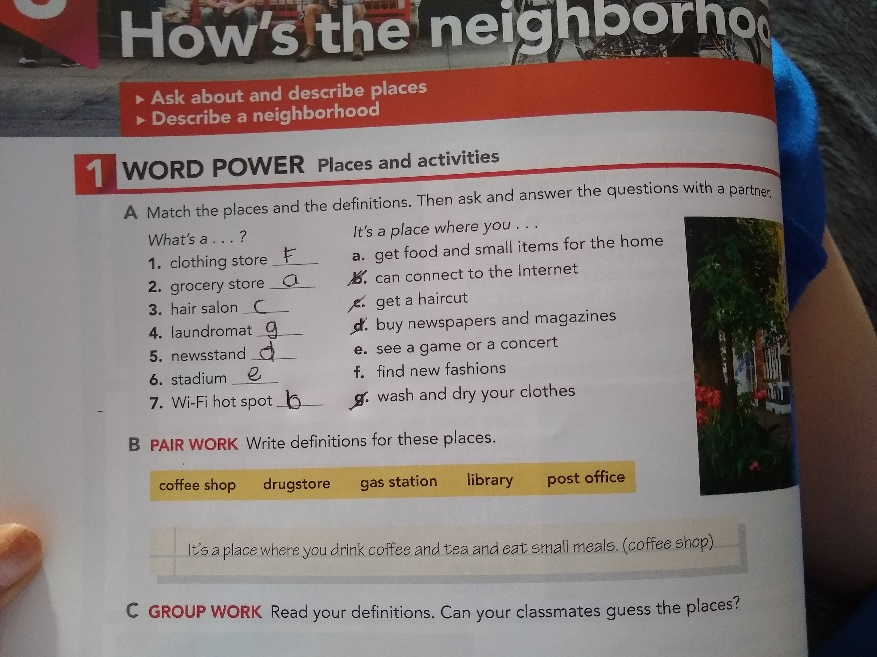 How's the neighborhoo
▸ Ask about and describe places
▸ Describe a neighborhood
1 WORD POWER Places and activities
A Match the places and the definitions. Then ask and answer the questions with a partner.
What's a . . . ?
1. clothing store F
2. grocery store a
3. hair salon c
4. laundromat g
5. newsstand d
6. stadium e
7. Wi-Fi hot spot b
It's a place where you . . .
a. get food and small items for the home
b. can connect to the Internet
c. get a haircut
d. buy newspapers and magazines
e. see a game or a concert
f. find new fashions
g. wash and dry your clothes
B PAIR WORK Write definitions for these places.
coffee shop drugstore gas station library post office
It's a place where you drink coffee and tea and eat small meals. (coffee shop)
C GROUP WORK Read your definitions. Can your classmates guess the places?